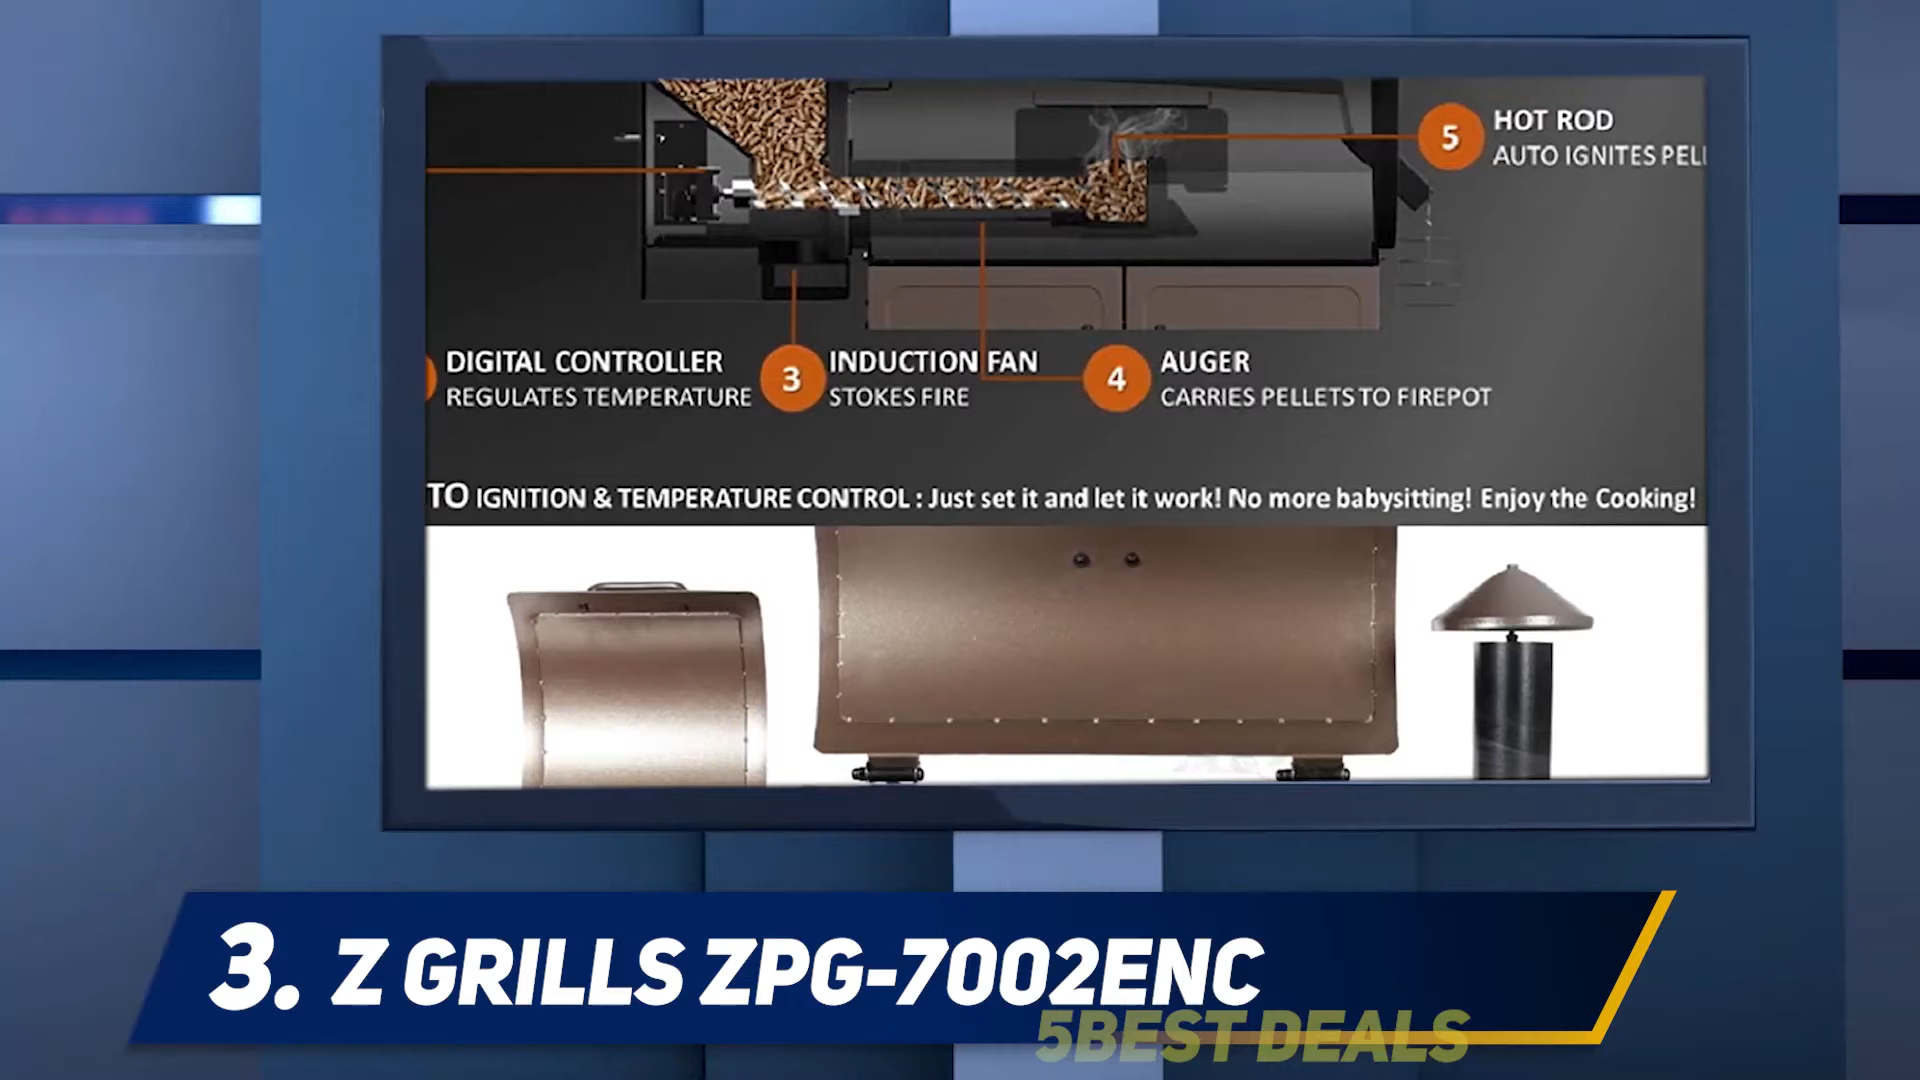 5
HOT ROD
AUTO IGNITES
DIGITAL CONTROLLER
REGULATES TEMPERATURE
3
INDUCTION FAN
STOKES FIRE
4
AUGER
CARRIES PELLETS TO FIREPOT
TO IGNITION & TEMPERATURE CONTROL : Just set it and let it work! No more babysitting! Enjoy the Cooking!
3. Z GRILLS ZPG-7002ENC
5BEST DEALS